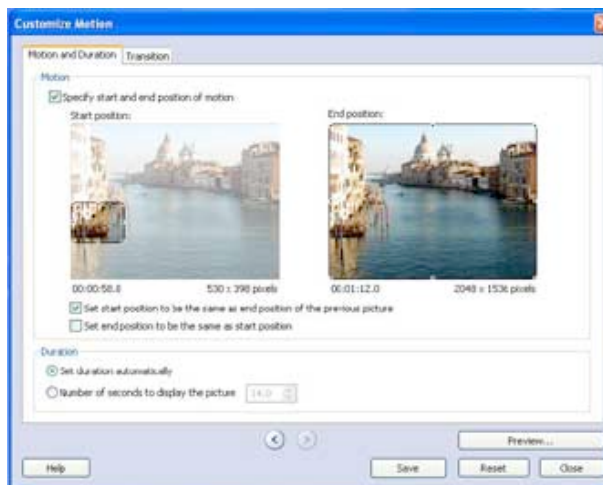 Customize Motion
Motion and Duration Transition
Motion
Specify start and end position of motion
Start position: End position:
00:00:58.0 530 x 398 pixels 00:01:12.0 2048 x 1536 pixels
Set start position to be the same as end position of the previous picture
Set end position to be the same as start position
Duration
Set duration automatically
Number of seconds to display the picture 14.0
Preview...
Help Save Reset Close